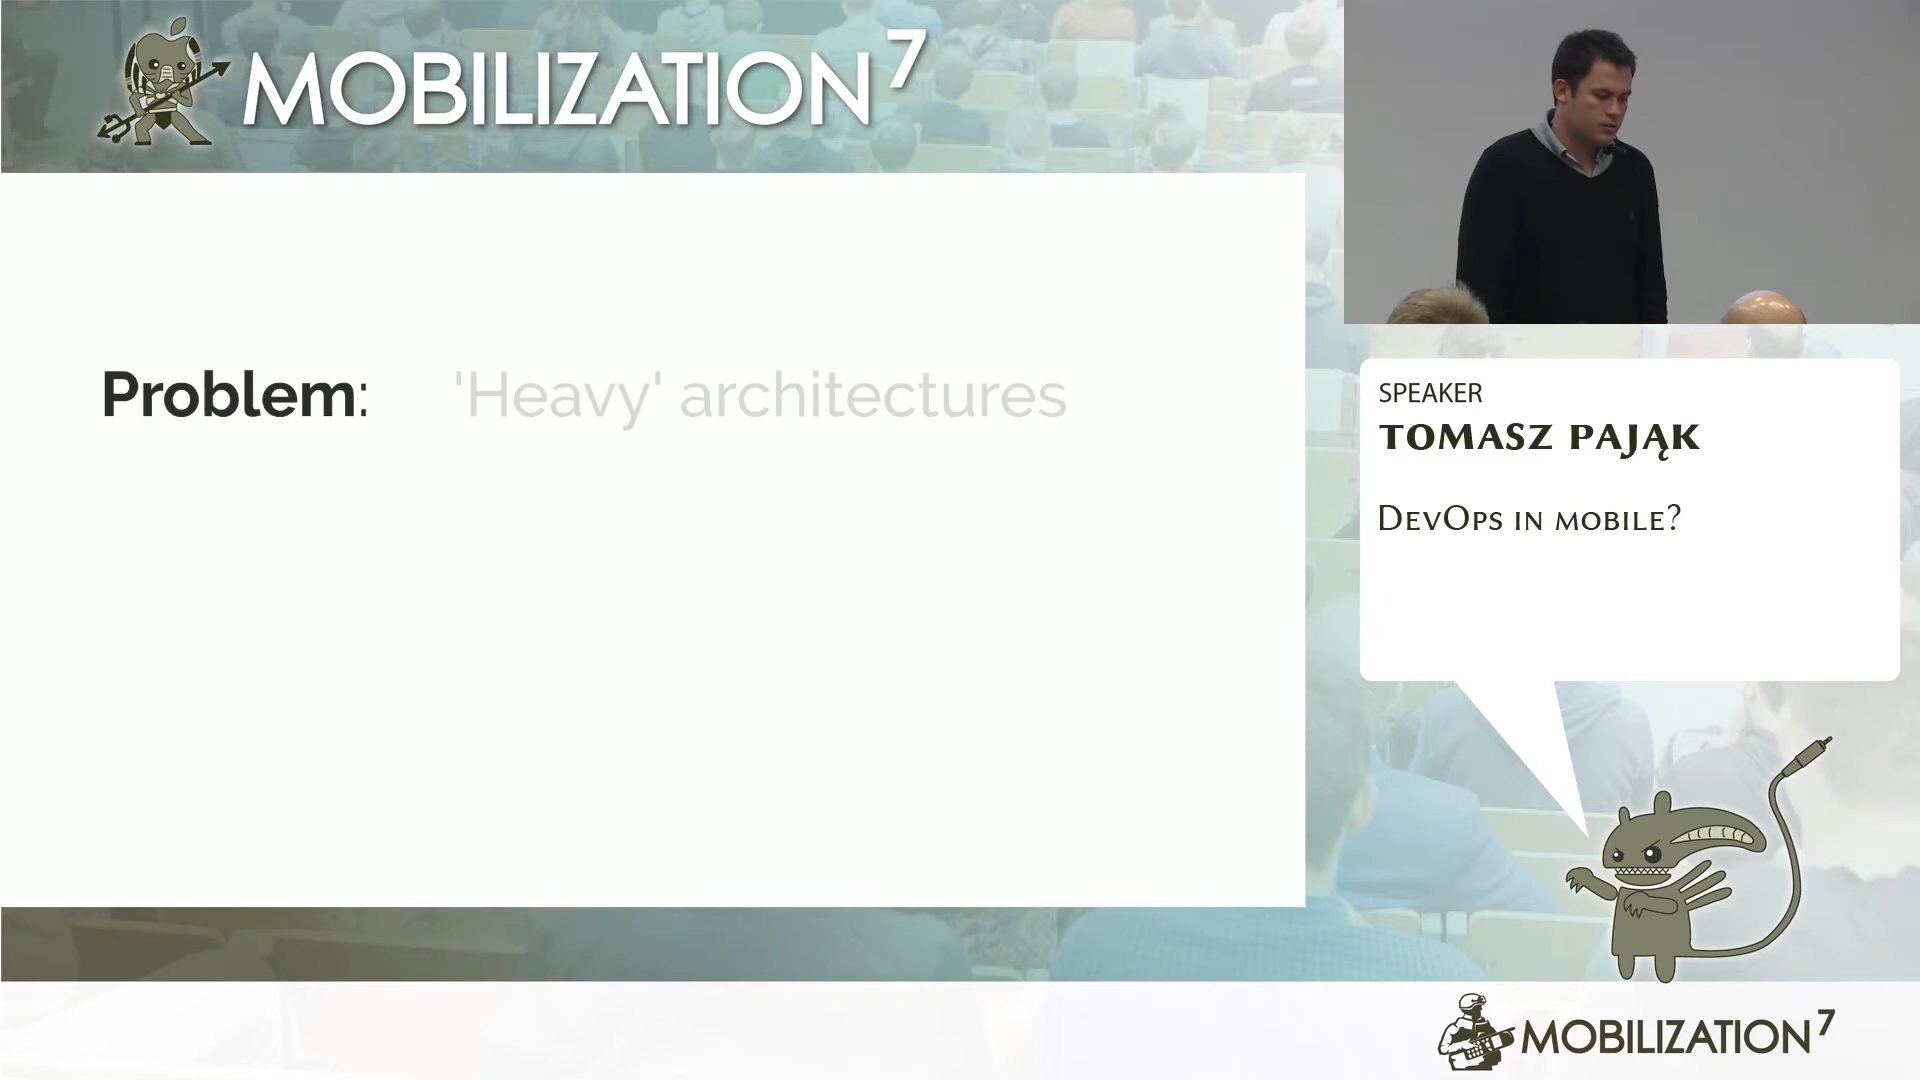 MOBILIZATION 7
Problem: 'Heavy' architectures
SPEAKER
TOMASZ PAJĄK
DEVOPS IN MOBILE?
MOBILIZATION 7